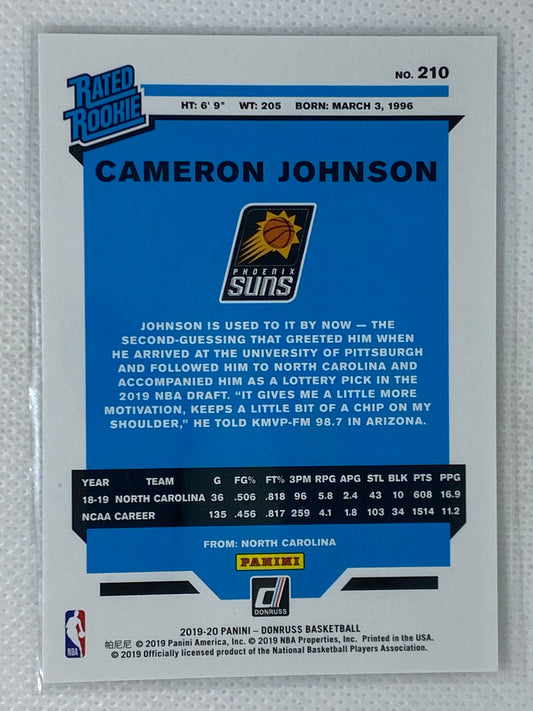 NO. 210
RATED
ROOKIE
HT: 6' 9" WT: 205 BORN: MARCH 3, 1996
CAMERON JOHNSON
PHOENIX
SUNS
JOHNSON IS USED TO IT BY NOW — THE
SECOND-GUESSING THAT GREETED HIM WHEN
HE ARRIVED AT THE UNIVERSITY OF PITTSBURGH
AND FOLLOWED HIM TO NORTH CAROLINA AND
ACCOMPANIED HIM AS A LOTTERY PICK IN THE
2019 NBA DRAFT. “IT GIVES ME A LITTLE MORE
MOTIVATION, KEEPS A LITTLE BIT OF A CHIP ON MY
SHOULDER,” HE TOLD KMVP-FM 98.7 IN ARIZONA.
YEAR TEAM G FG% FT% 3PM RPG APG STL BLK PTS PPG
18-19 NORTH CAROLINA 36 .506 .818 96 5.8 2.4 43 10 608 16.9
NCAA CAREER 135 .456 .817 259 4.1 1.8 103 34 1514 11.2
FROM: NORTH CAROLINA
PANINI
DONRUSS
NBA
2019-20 PANINI – DONRUSS BASKETBALL
帕尼尼 © 2019 Panini America, Inc. © 2019 NBA Properties, Inc. Printed in the USA.
© 2019 Officially licensed product of the National Basketball Players Association.